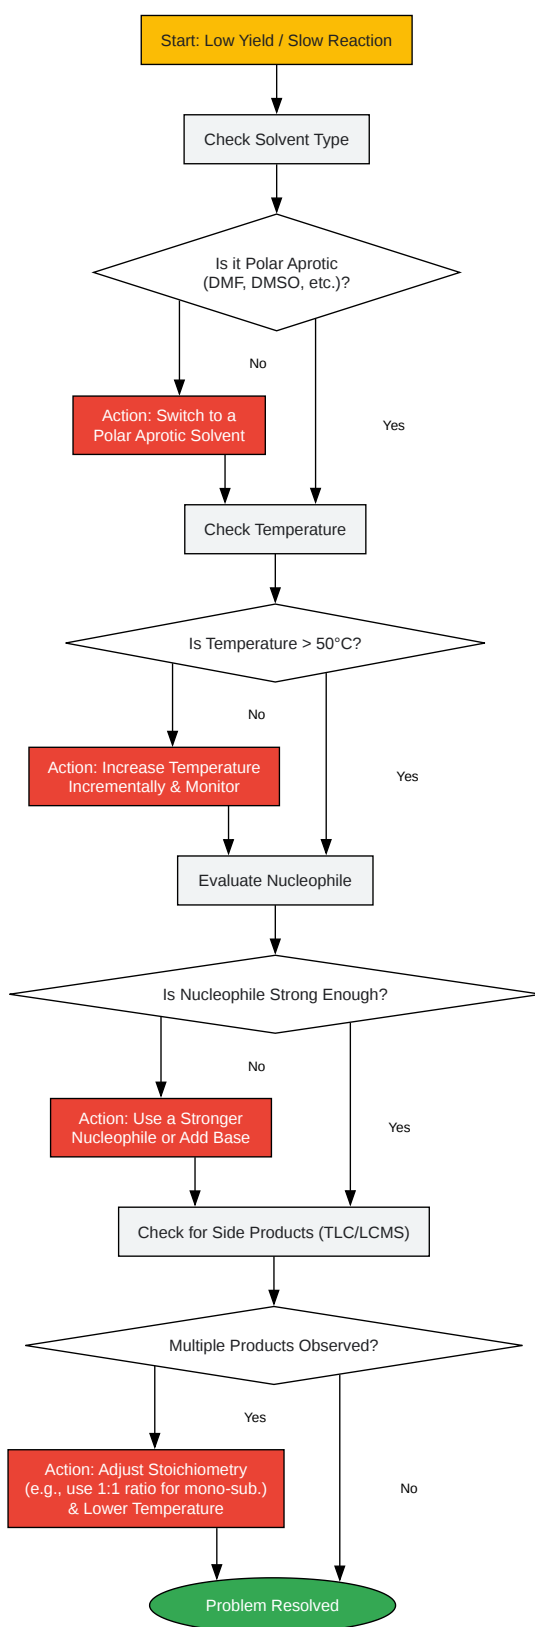 Start: Low Yield / Slow Reaction
Check Solvent Type
Is it Polar Aprotic
(DMF, DMSO, etc.)?
No
Action: Switch to a
Polar Aprotic Solvent
Yes
Check Temperature
Is Temperature > 50°C?
No
Action: Increase Temperature
Incrementally & Monitor
Yes
Evaluate Nucleophile
Is Nucleophile Strong Enough?
No
Action: Use a Stronger
Nucleophile or Add Base
Yes
Check for Side Products (TLC/LCMS)
Multiple Products Observed?
Yes
Action: Adjust Stoichiometry
(e.g., use 1:1 ratio for mono-sub.)
& Lower Temperature
No
Problem Resolved